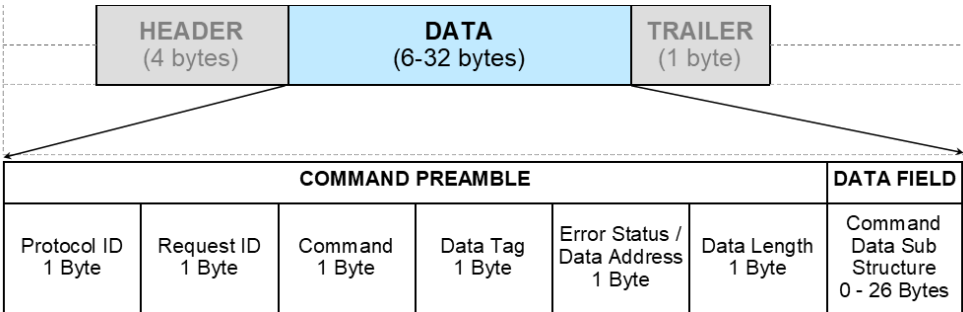 HEADER
(4 bytes)
DATA
(6-32 bytes)
TRAILER
(1 byte)
COMMAND PREAMBLE
DATA FIELD
Protocol ID
1 Byte
Request ID
1 Byte
Command
1 Byte
Data Tag
1 Byte
Error Status /
Data Address
1 Byte
Data Length
1 Byte
Command
Data Sub
Structure
0 - 26 Bytes